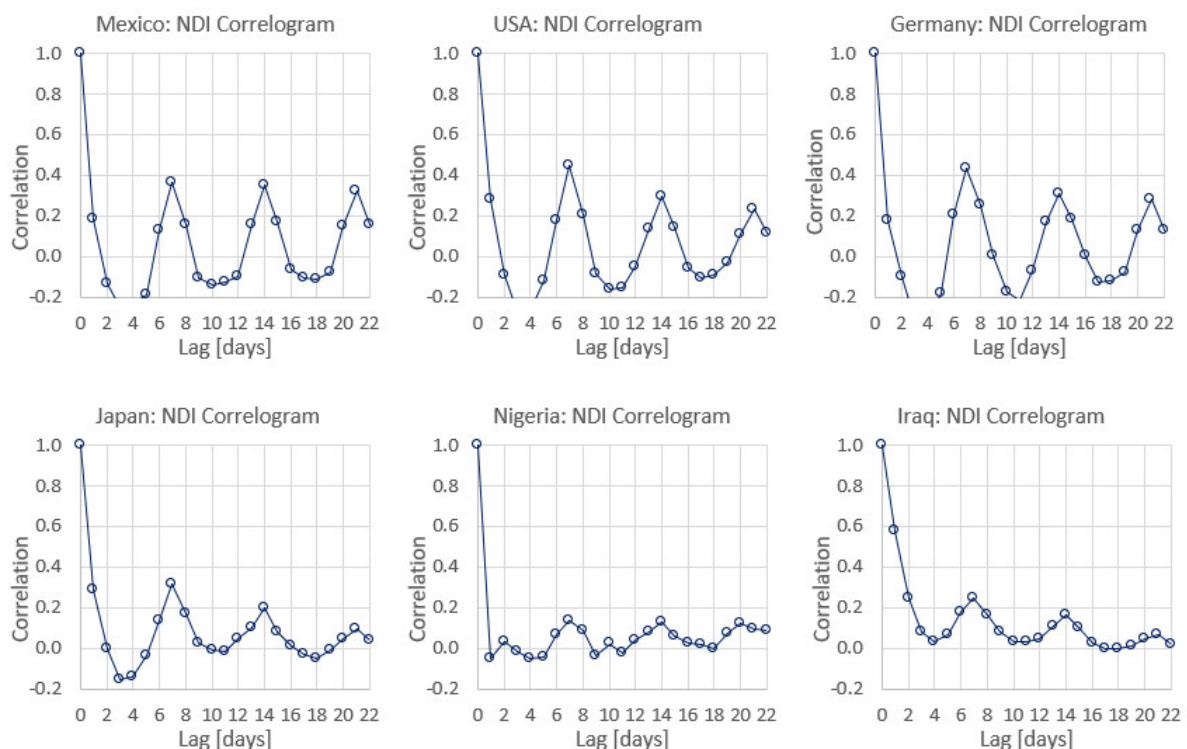 Mexico: NDI Correlogram
1.0
0.8
0.6
0.4
0.2
0.0
-0.2
Correlation
0 2 4 6 8 10 12 14 16 18 20 22
Lag [days]
USA: NDI Correlogram
1.0
0.8
0.6
0.4
0.2
0.0
-0.2
Correlation
0 2 4 6 8 10 12 14 16 18 20 22
Lag [days]
Germany: NDI Correlogram
1.0
0.8
0.6
0.4
0.2
0.0
-0.2
Correlation
0 2 4 6 8 10 12 14 16 18 20 22
Lag [days]
Japan: NDI Correlogram
1.0
0.8
0.6
0.4
0.2
0.0
-0.2
Correlation
0 2 4 6 8 10 12 14 16 18 20 22
Lag [days]
Nigeria: NDI Correlogram
1.0
0.8
0.6
0.4
0.2
0.0
-0.2
Correlation
0 2 4 6 8 10 12 14 16 18 20 22
Lag [days]
Iraq: NDI Correlogram
1.0
0.8
0.6
0.4
0.2
0.0
-0.2
Correlation
0 2 4 6 8 10 12 14 16 18 20 22
Lag [days]